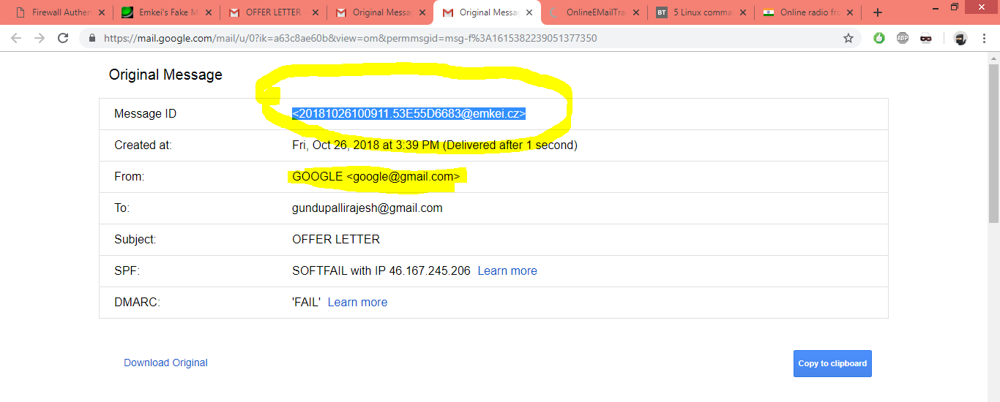 Firewall Authen
Emkei's Fake M
OFFER LETTER -
Original Messa
Original Messa
OnlineEMailTra
BT 5 Linux comma
Online radio fro
https://mail.google.com/mail/u/0?ik=a63c8ae60b&view=om&permmsgid=msg-f%3A1615382239051377350
ABP
Original Message
Message ID <20181026100911.53E55D6683@emkei.cz>
Created at: Fri, Oct 26, 2018 at 3:39 PM (Delivered after 1 second)
From: GOOGLE <google@gmail.com>
To: gundupallirajesh@gmail.com
Subject: OFFER LETTER
SPF: SOFTFAIL with IP 46.167.245.206 Learn more
DMARC: 'FAIL' Learn more
Download Original
Copy to clipboard